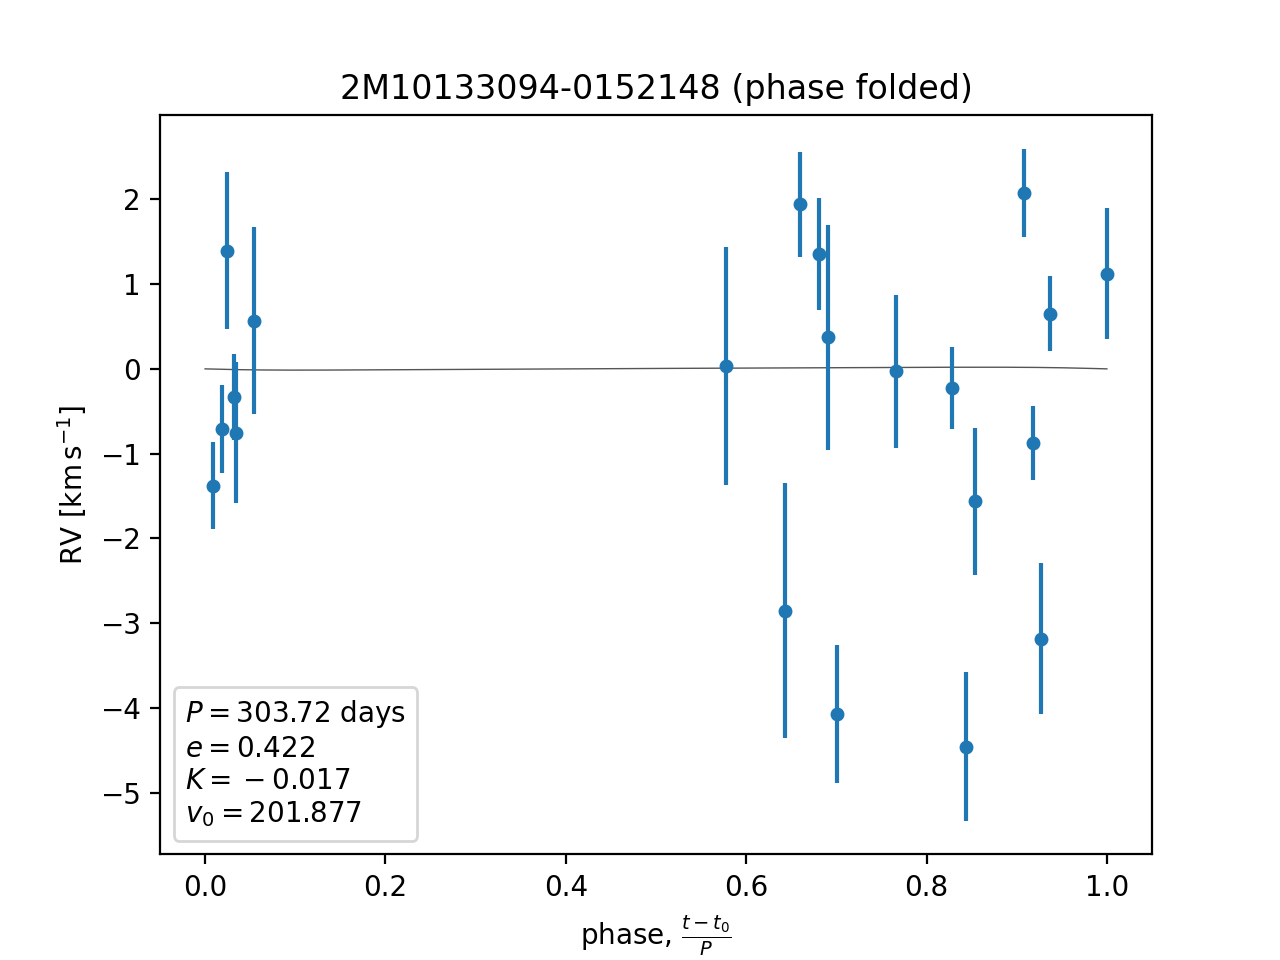 2M10133094-0152148 (phase folded)
RV [km s⁻¹]
2
1
0
−1
−2
−3
−4
−5
P = 303.72 days
e = 0.422
K = −0.017
v₀ = 201.877
0.0 0.2 0.4 0.6 0.8 1.0
phase, (t − t₀)/P